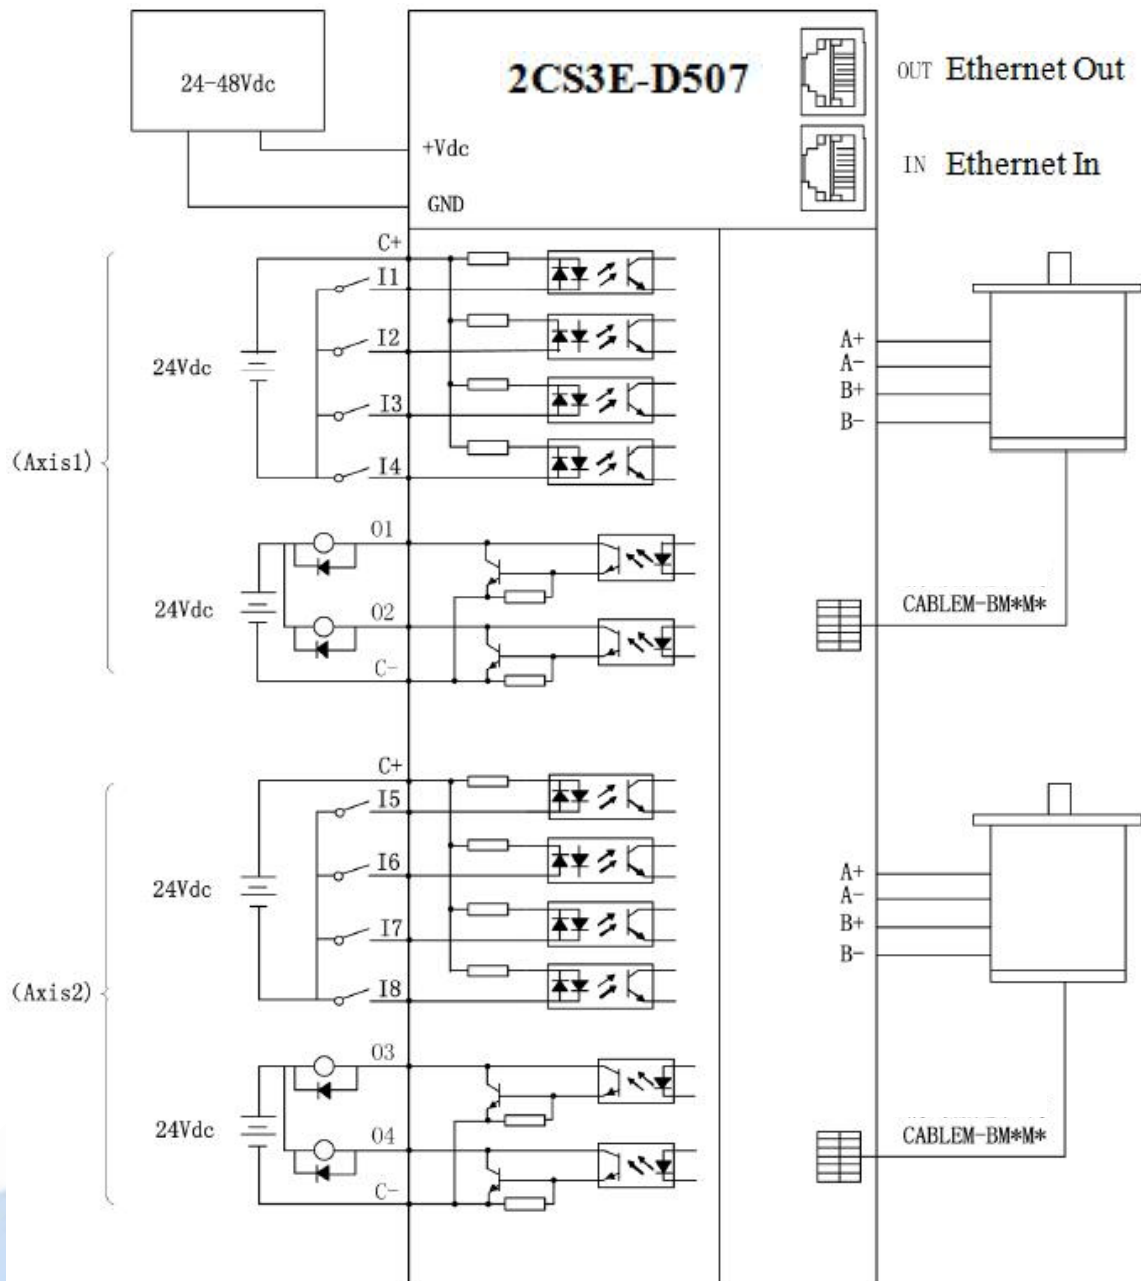 2CS3E-D507
24-48Vdc
+Vdc
GND
OUT Ethernet Out
IN Ethernet In
(Axis1)
C+
I1
I2
24Vdc
I3
I4
O1
24Vdc
O2
C-
A+
A-
B+
B-
CABLEM-BM*M*
(Axis2)
C+
I5
I6
24Vdc
I7
I8
O3
24Vdc
O4
C-
A+
A-
B+
B-
CABLEM-BM*M*